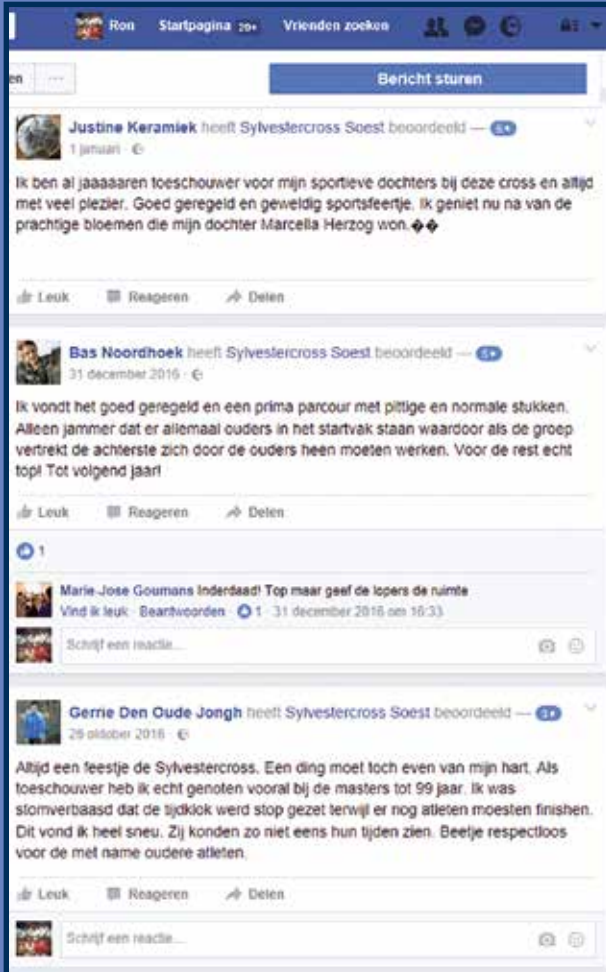 Ron Startpagina 20+ Vrienden zoeken
en ... Bericht sturen
Justine Keramiek heeft Sylvestercross Soest beoordeeld — 5★
1 januari ·
Ik ben al jaaaaren toeschouwer voor mijn sportieve dochters bij deze cross en altijd
met veel plezier. Goed geregeld en geweldig sportsfeertje. Ik geniet nu na van de
prachtige bloemen die mijn dochter Marcella Herzog won.��
Leuk Reageren Delen
Bas Noordhoek heeft Sylvestercross Soest beoordeeld — 5★
31 december 2016 ·
Ik vondt het goed geregeld en een prima parcour met pittige en normale stukken.
Alleen jammer dat er allemaal ouders in het startvak staan waardoor als de groep
vertrekt de achterste zich door de ouders heen moeten werken. Voor de rest echt
top! Tot volgend jaar!
Leuk Reageren Delen
1
Marie-Jose Goumans Inderdaad! Top maar geef de lopers de ruimte
Vind ik leuk · Beantwoorden · 1 · 31 december 2016 om 16:33
Schrijf een reactie...
Gerrie Den Oude Jongh heeft Sylvestercross Soest beoordeeld —
26 oktober 2016 ·
Altijd een feestje de Sylvestercross. Een ding moet toch even van mijn hart. Als
toeschouwer heb ik echt genoten vooral bij de masters tot 99 jaar. Ik was
stomverbaasd dat de tijdklok werd stop gezet terwijl er nog atleten moesten finishen.
Dit vond ik heel sneu. Zij konden zo niet eens hun tijden zien. Beetje respectloos
voor de met name oudere atleten.
Leuk Reageren Delen
Schrijf een reactie...